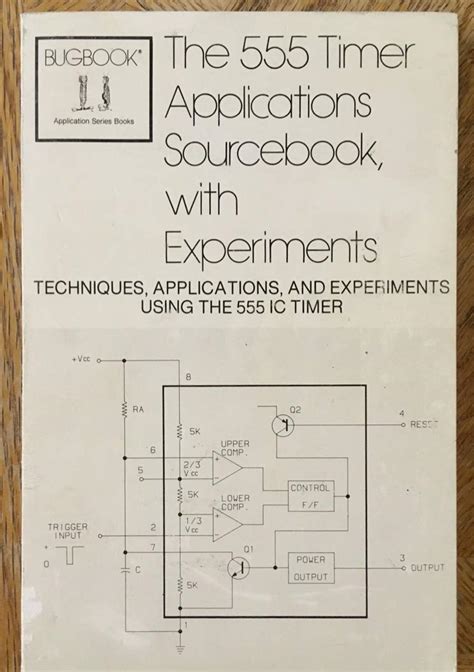 BUGBOOK®
Application Series Books
The 555 Timer
Applications
Sourcebook,
with
Experiments
TECHNIQUES, APPLICATIONS, AND EXPERIMENTS
USING THE 555 IC TIMER
+Vcc
8
RA
5K
Q2
4
RESET
6
UPPER
COMP.
+
-
2/3
Vcc
5
5K
CONTROL
F/F
LOWER
COMP.
1/3
Vcc
+
-
TRIGGER
INPUT
2
7
Q1
+
0
C
5K
POWER
OUTPUT
3
OUTPUT
1